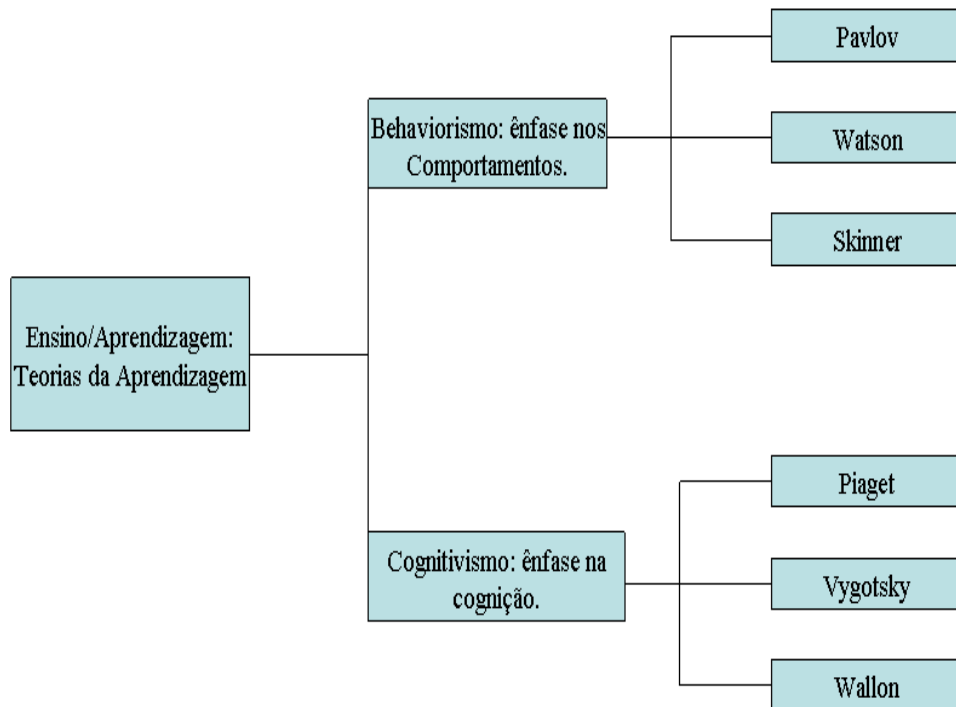 Ensino/Aprendizagem:
Teorias da Aprendizagem
Behaviorismo: ênfase nos
Comportamentos.
Pavlov
Watson
Skinner
Cognitivismo: ênfase na
cognição.
Piaget
Vygotsky
Wallon